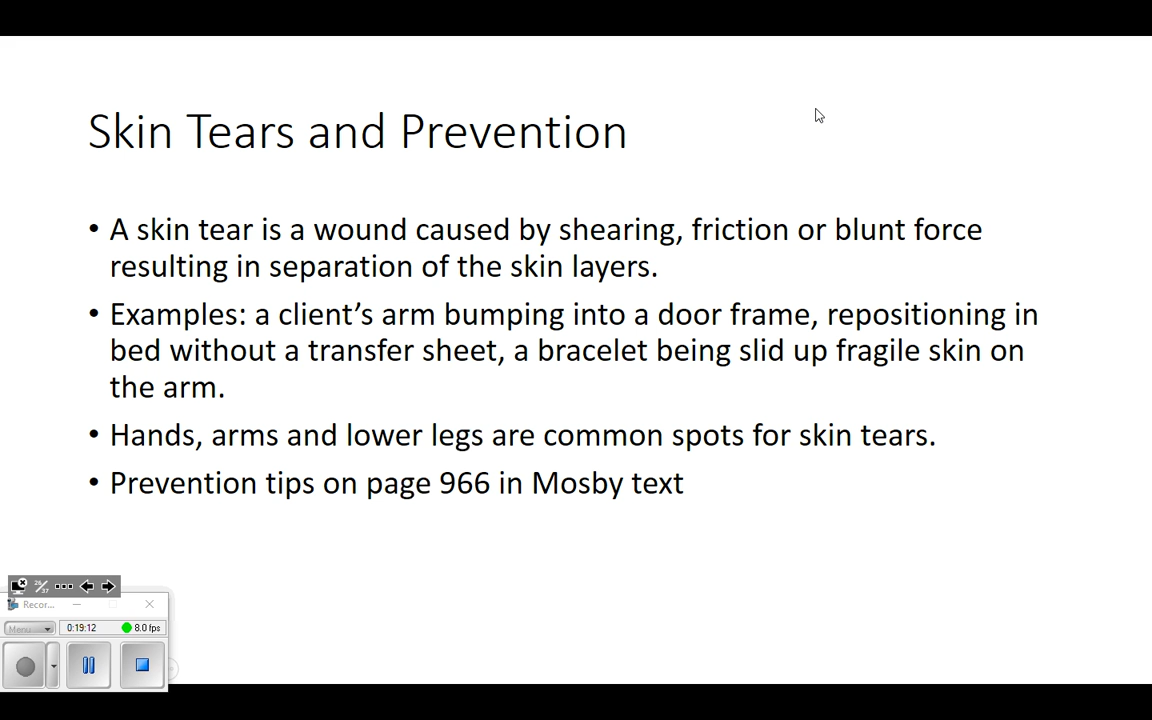 Skin Tears and Prevention
• A skin tear is a wound caused by shearing, friction or blunt force
resulting in separation of the skin layers.
• Examples: a client’s arm bumping into a door frame, repositioning in
bed without a transfer sheet, a bracelet being slid up fragile skin on
the arm.
• Hands, arms and lower legs are common spots for skin tears.
• Prevention tips on page 966 in Mosby text
26/37
Recor...
Menu 0:19:12 8.0 fps